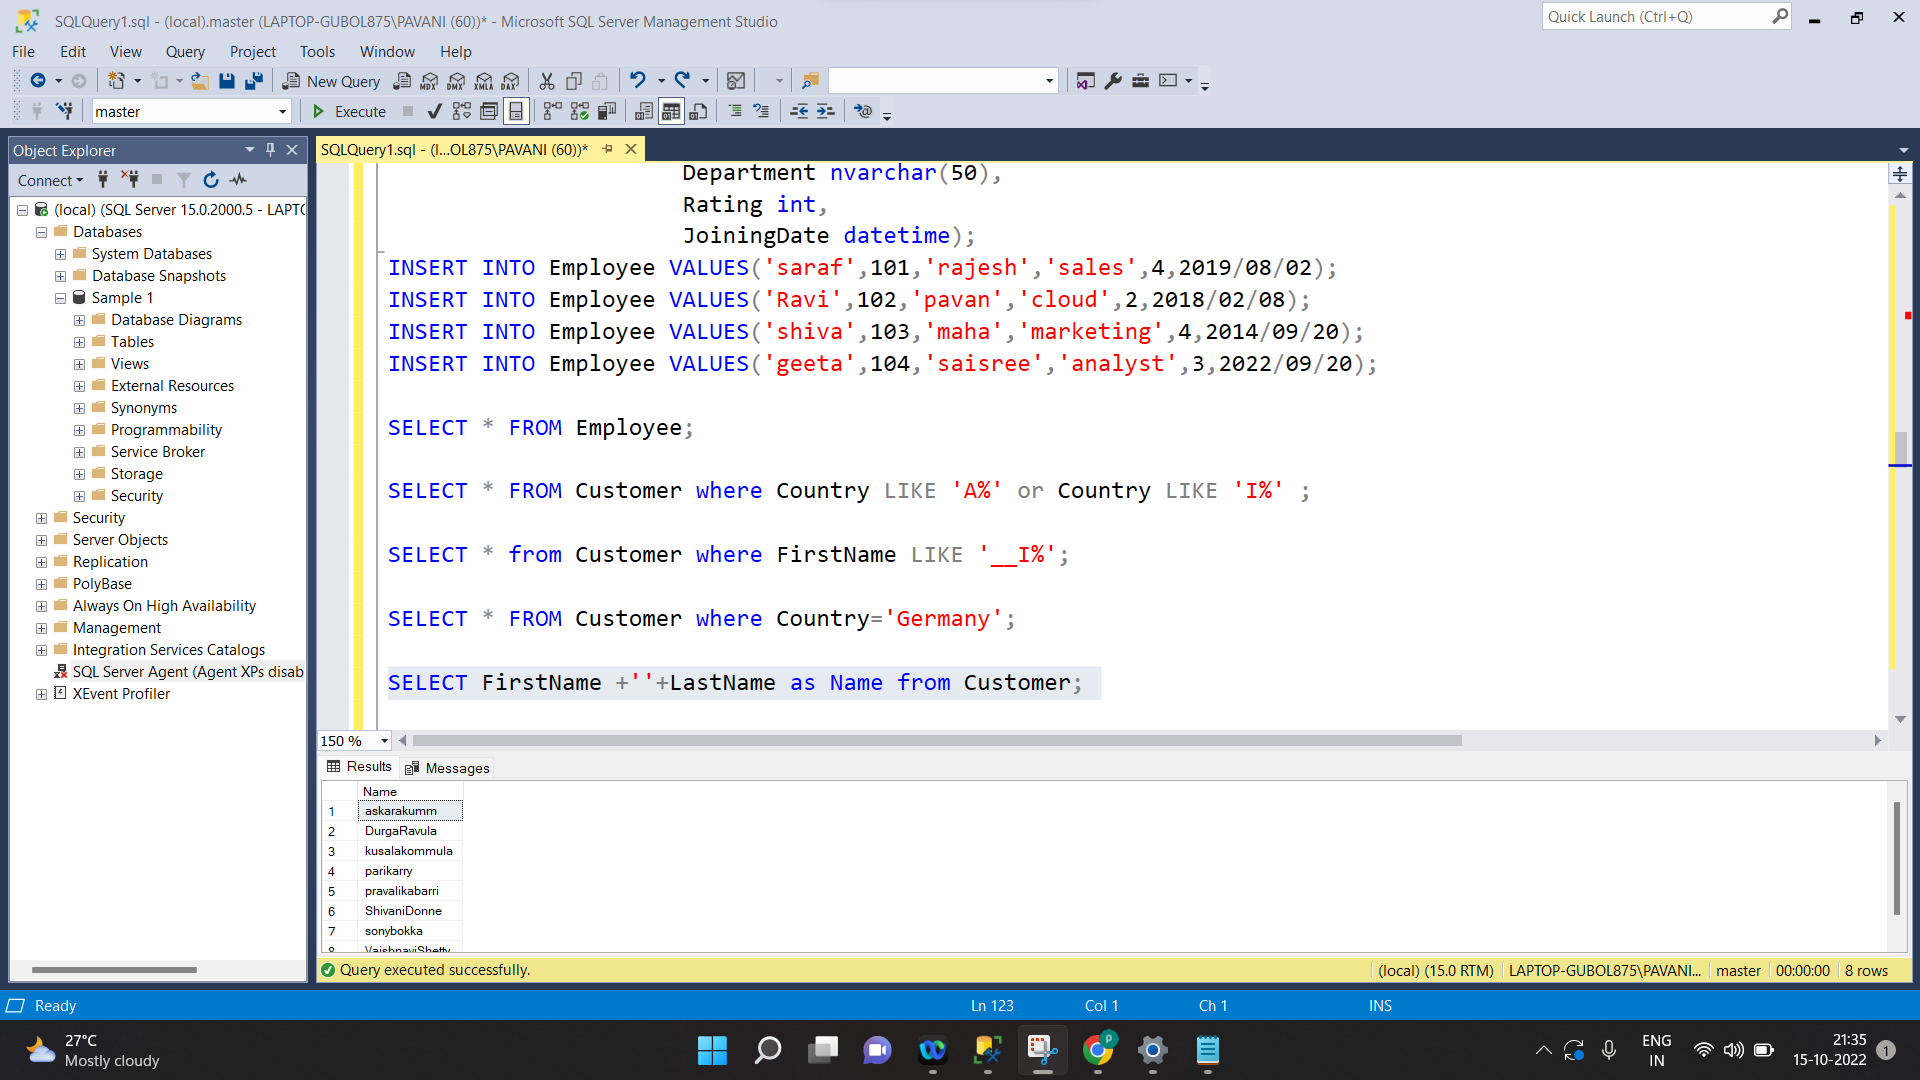 SQLQuery1.sql - (local).master (LAPTOP-GUBOL875\PAVANI (60))* - Microsoft SQL Server Management Studio
Quick Launch (Ctrl+Q)
File Edit View Query Project Tools Window Help
New Query MDX DMX XMLA DAX
master Execute
Object Explorer
SQLQuery1.sql - (l...OL875\PAVANI (60))*
Connect
(local) (SQL Server 15.0.2000.5 - LAPTO
Databases
System Databases
Database Snapshots
Sample 1
Database Diagrams
Tables
Views
External Resources
Synonyms
Programmability
Service Broker
Storage
Security
Security
Server Objects
Replication
PolyBase
Always On High Availability
Management
Integration Services Catalogs
SQL Server Agent (Agent XPs disab
XEvent Profiler
Department nvarchar(50),
Rating int,
JoiningDate datetime);
INSERT INTO Employee VALUES('saraf',101,'rajesh','sales',4,2019/08/02);
INSERT INTO Employee VALUES('Ravi',102,'pavan','cloud',2,2018/02/08);
INSERT INTO Employee VALUES('shiva',103,'maha','marketing',4,2014/09/20);
INSERT INTO Employee VALUES('geeta',104,'saisree','analyst',3,2022/09/20);
SELECT * FROM Employee;
SELECT * FROM Customer where Country LIKE 'A%' or Country LIKE 'I%' ;
SELECT * from Customer where FirstName LIKE '__I%';
SELECT * FROM Customer where Country='Germany';
SELECT FirstName +''+LastName as Name from Customer;
150 %
Results Messages
Name
1 askarakumm
2 DurgaRavula
3 kusalakommula
4 parikarry
5 pravalikabarri
6 ShivaniDonne
7 sonybokka
8 VaishnaviShetty
Query executed successfully.
(local) (15.0 RTM) LAPTOP-GUBOL875\PAVANI... master 00:00:00 8 rows
Ready Ln 123 Col 1 Ch 1 INS
27°C
Mostly cloudy
P
ENG
IN
21:35
15-10-2022
1